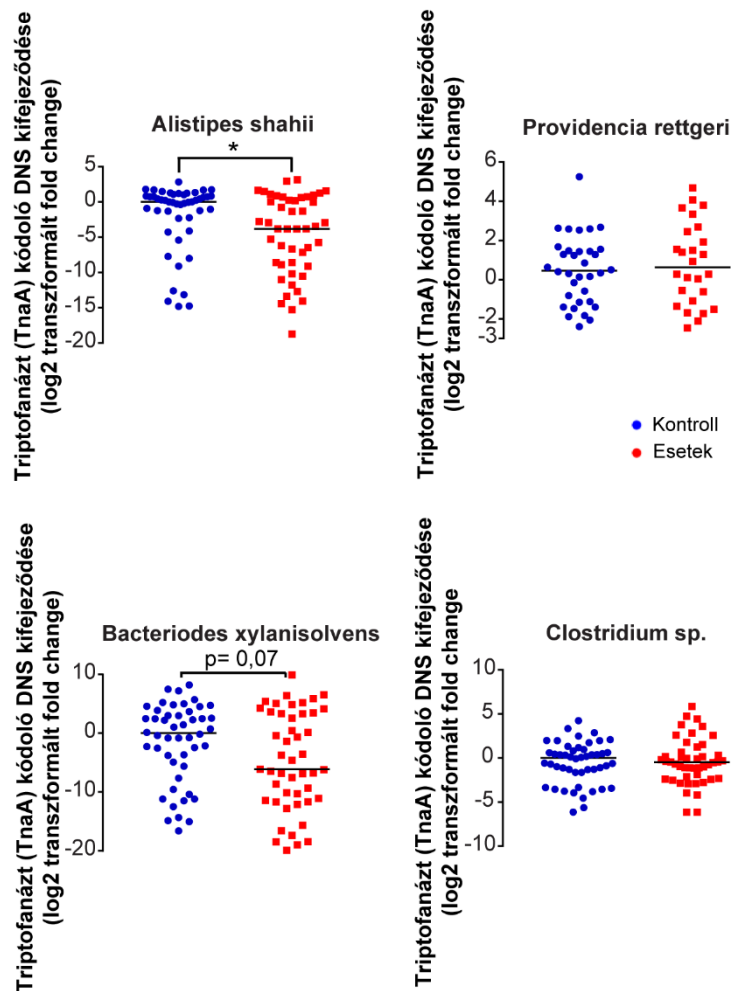 Triptofanázt (TnaA) kódoló DNS kifejeződése
(log2 transzformált fold change)
Alistipes shahii
*
5
0
-5
-10
-15
-20
Triptofanázt (TnaA) kódoló DNS kifejeződése
(log2 transzformált fold change)
Providencia rettgeri
6
4
2
0
-2
-3
Kontroll
Esetek
Triptofanázt (TnaA) kódoló DNS kifejeződése
(log2 transzformált fold change)
Bacteriodes xylanisolvens
p= 0,07
10
0
-10
-20
Triptofanázt (TnaA) kódoló DNS kifejeződése
(log2 transzformált fold change
Clostridium sp.
10
5
0
-5
-10